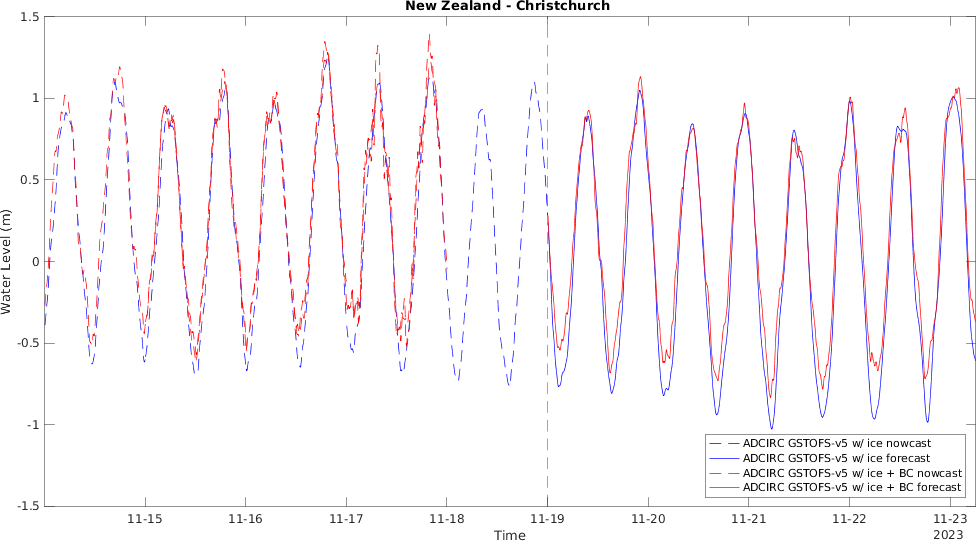 New Zealand - Christchurch
1.5
1
0.5
0
-0.5
-1
-1.5
Water Level (m)
ADCIRC GSTOFS-v5 w/ ice nowcast
ADCIRC GSTOFS-v5 w/ ice forecast
ADCIRC GSTOFS-v5 w/ ice + BC nowcast
ADCIRC GSTOFS-v5 w/ ice + BC forecast
11-15 11-16 11-17 11-18 11-19 11-20 11-21 11-22 11-23
Time
2023